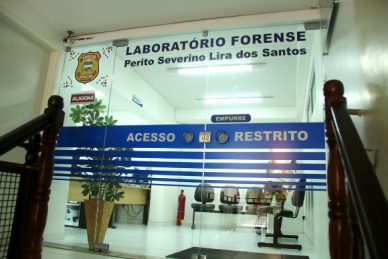 LABORATÓRIO FORENSE
Perito Severino Lira dos Santos
ALAGOAS
EMPURRE
ACESSO RESTRITO